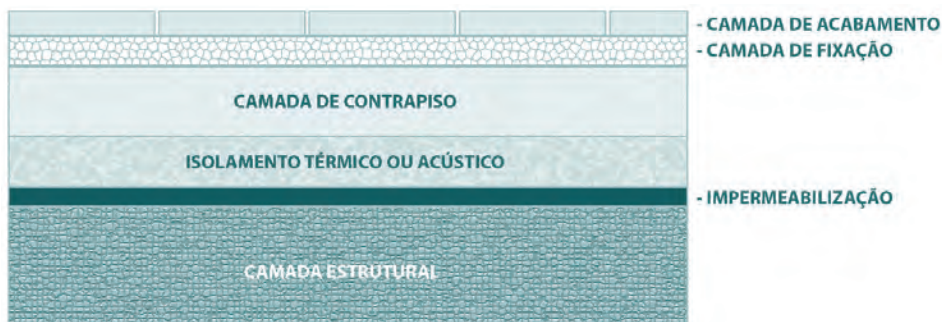 - CAMADA DE ACABAMENTO
- CAMADA DE FIXAÇÃO
CAMADA DE CONTRAPISO
ISOLAMENTO TÉRMICO OU ACÚSTICO
- IMPERMEABILIZAÇÃO
CAMADA ESTRUTURAL